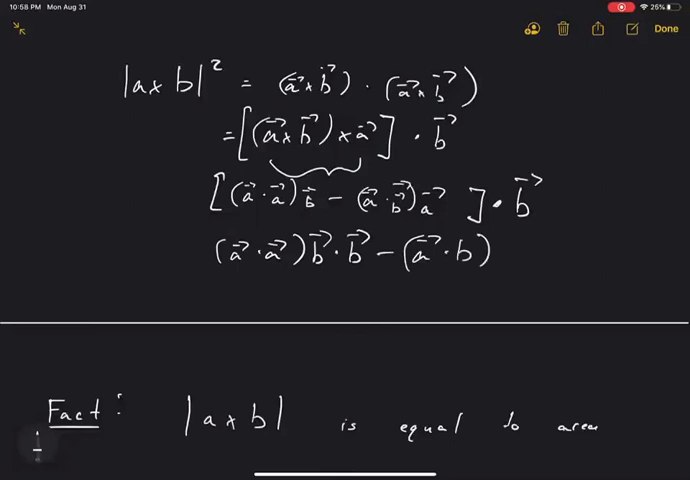 10:58 PM Mon Aug 31 25%
Done
|a × b|² = (a⃗ × b⃗) · (a⃗ × b⃗)
= [(a⃗ × b⃗) × a⃗] · b⃗
[(a⃗ · a⃗) b⃗ − (a⃗ · b⃗) a⃗ ] · b⃗
(a⃗ · a⃗) b⃗ · b⃗ − (a⃗ · b)
Fact: |a × b| is equal to area